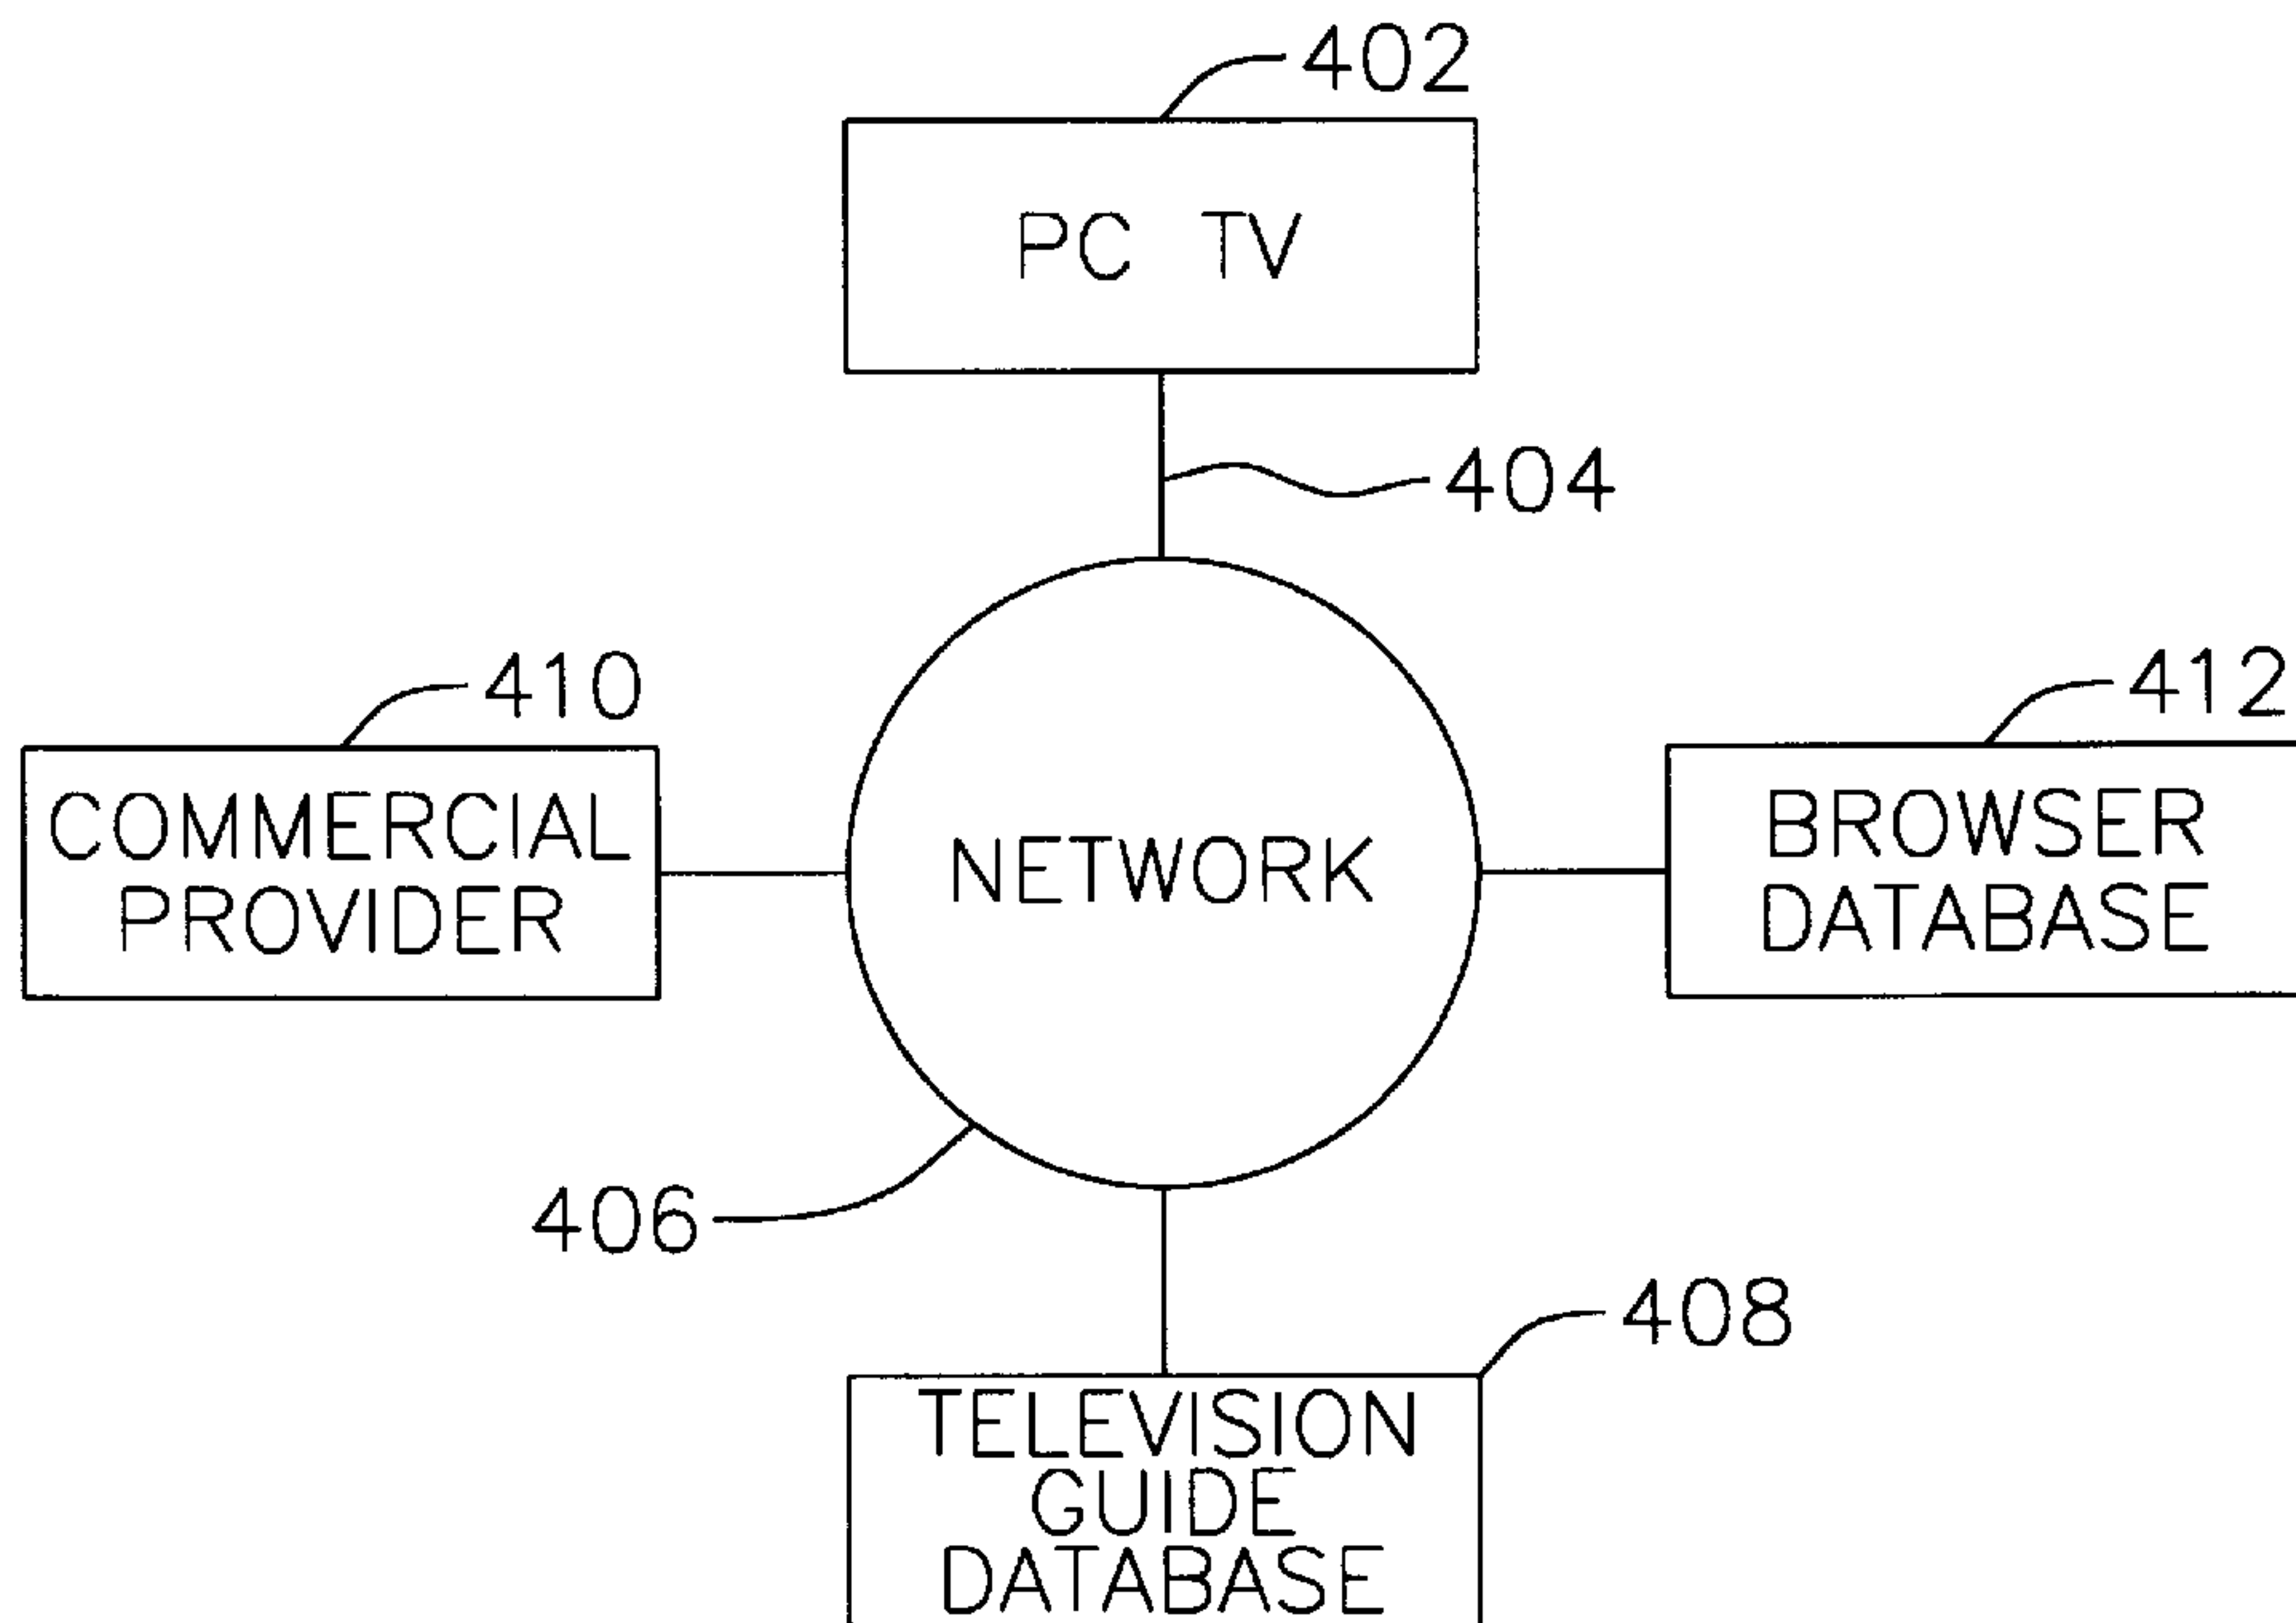 402
PC TV
404
410
412
COMMERCIAL
PROVIDER
NETWORK
BROWSER
DATABASE
406
408
TELEVISION
GUIDE
DATABASE